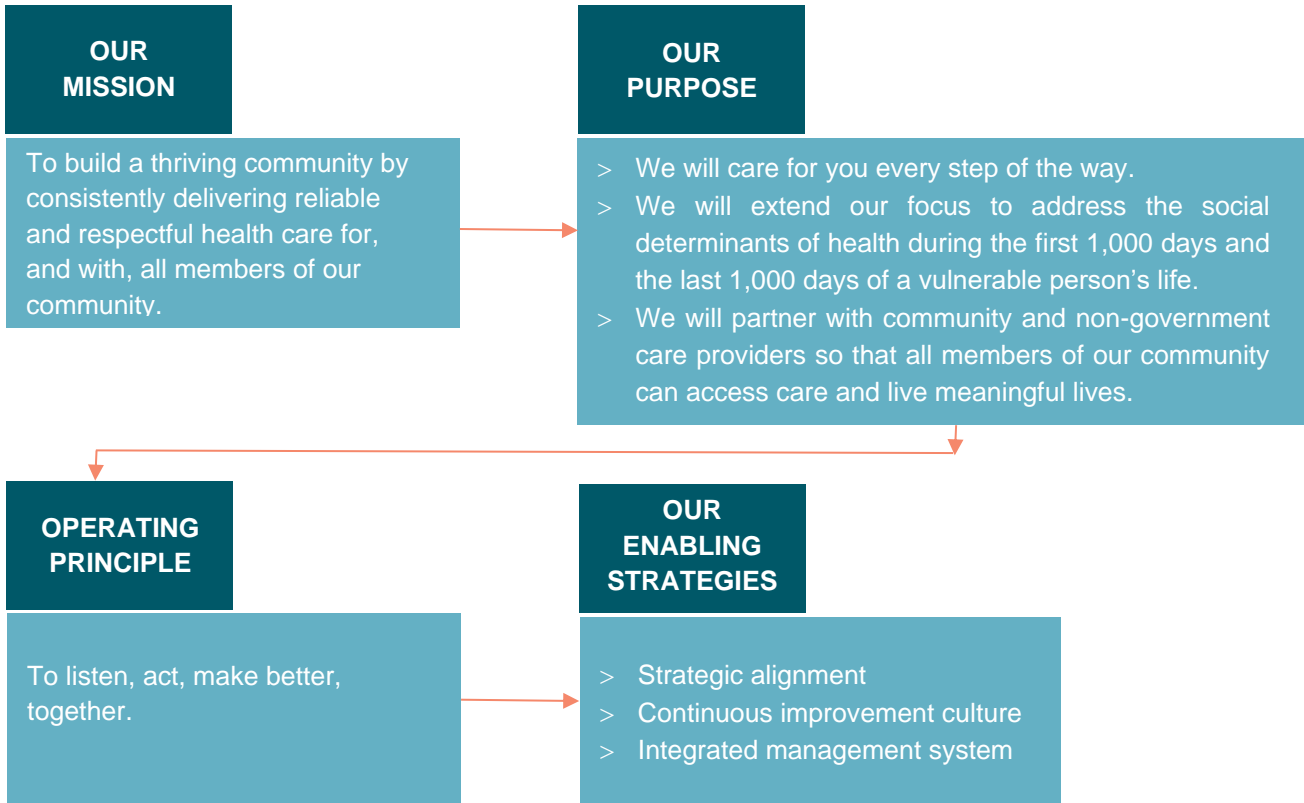 OUR
MISSION
To build a thriving community by
consistently delivering reliable
and respectful health care for,
and with, all members of our
community.
OUR
PURPOSE
> We will care for you every step of the way.
> We will extend our focus to address the social
determinants of health during the first 1,000 days and
the last 1,000 days of a vulnerable person’s life.
> We will partner with community and non-government
care providers so that all members of our community
can access care and live meaningful lives.
OPERATING
PRINCIPLE
To listen, act, make better,
together.
OUR
ENABLING
STRATEGIES
> Strategic alignment
> Continuous improvement culture
> Integrated management system